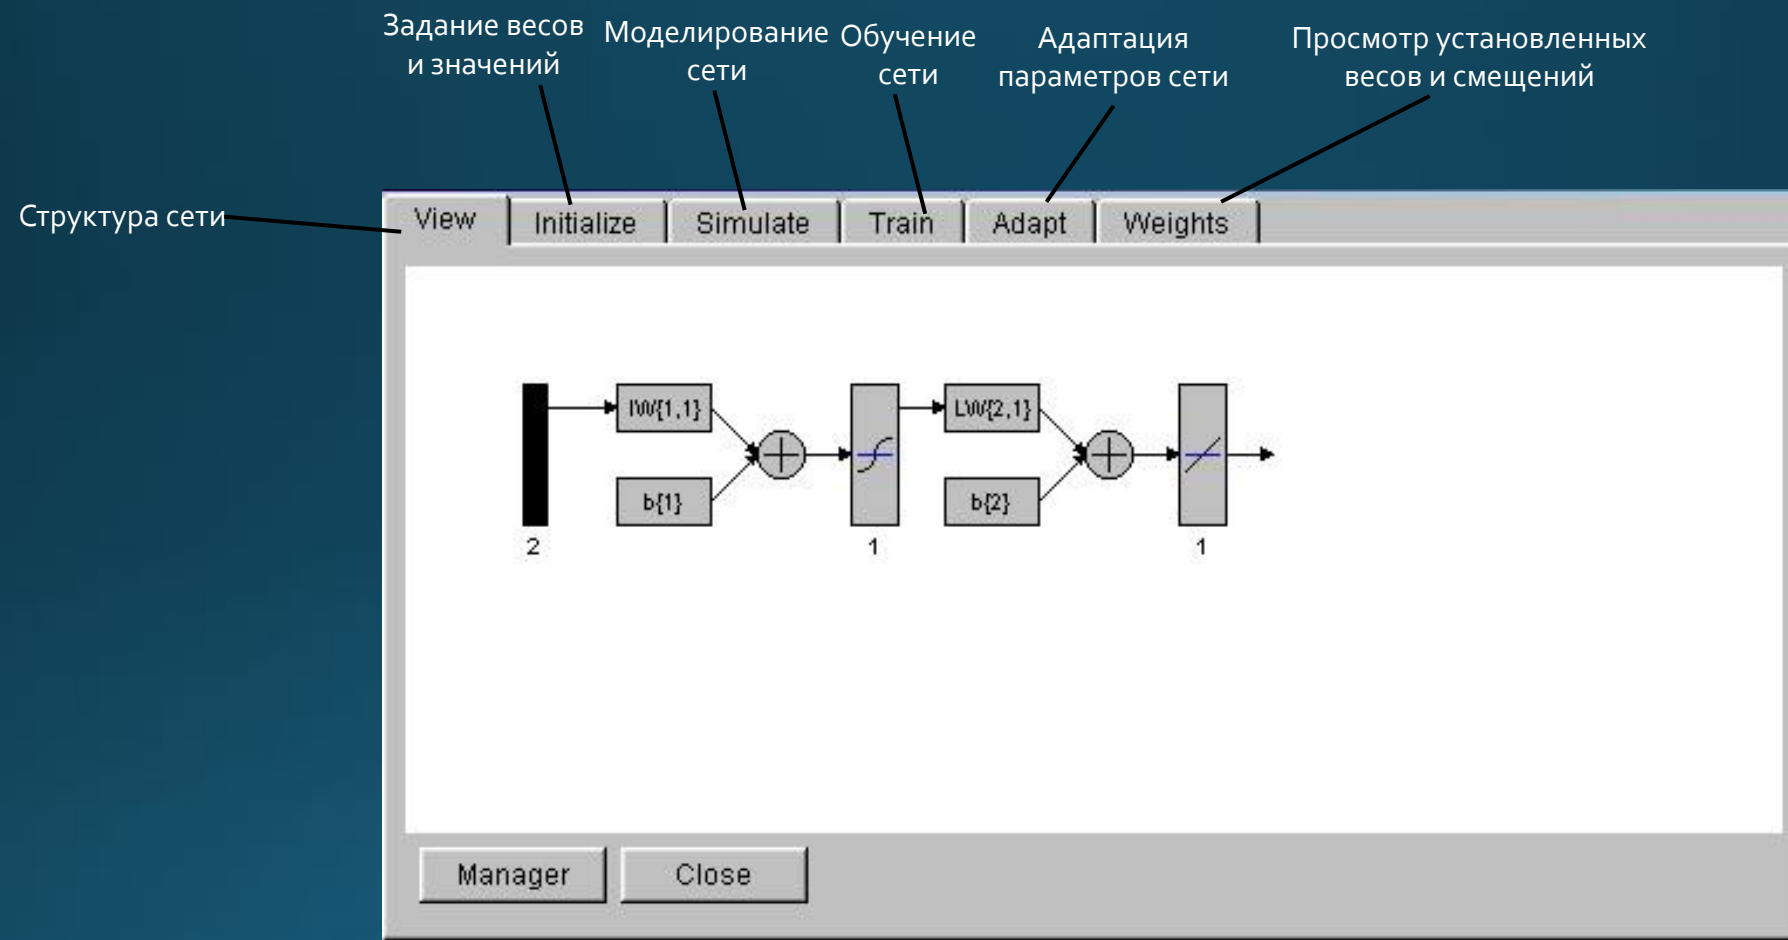 Задание весов
и значений
Моделирование
сети
Обучение
сети
Адаптация
параметров сети
Просмотр установленных
весов и смещений
Структура сети
View
Initialize
Simulate
Train
Adapt
Weights
IW{1,1}
LW{2,1}
b{1}
b{2}
2
1
1
Manager
Close